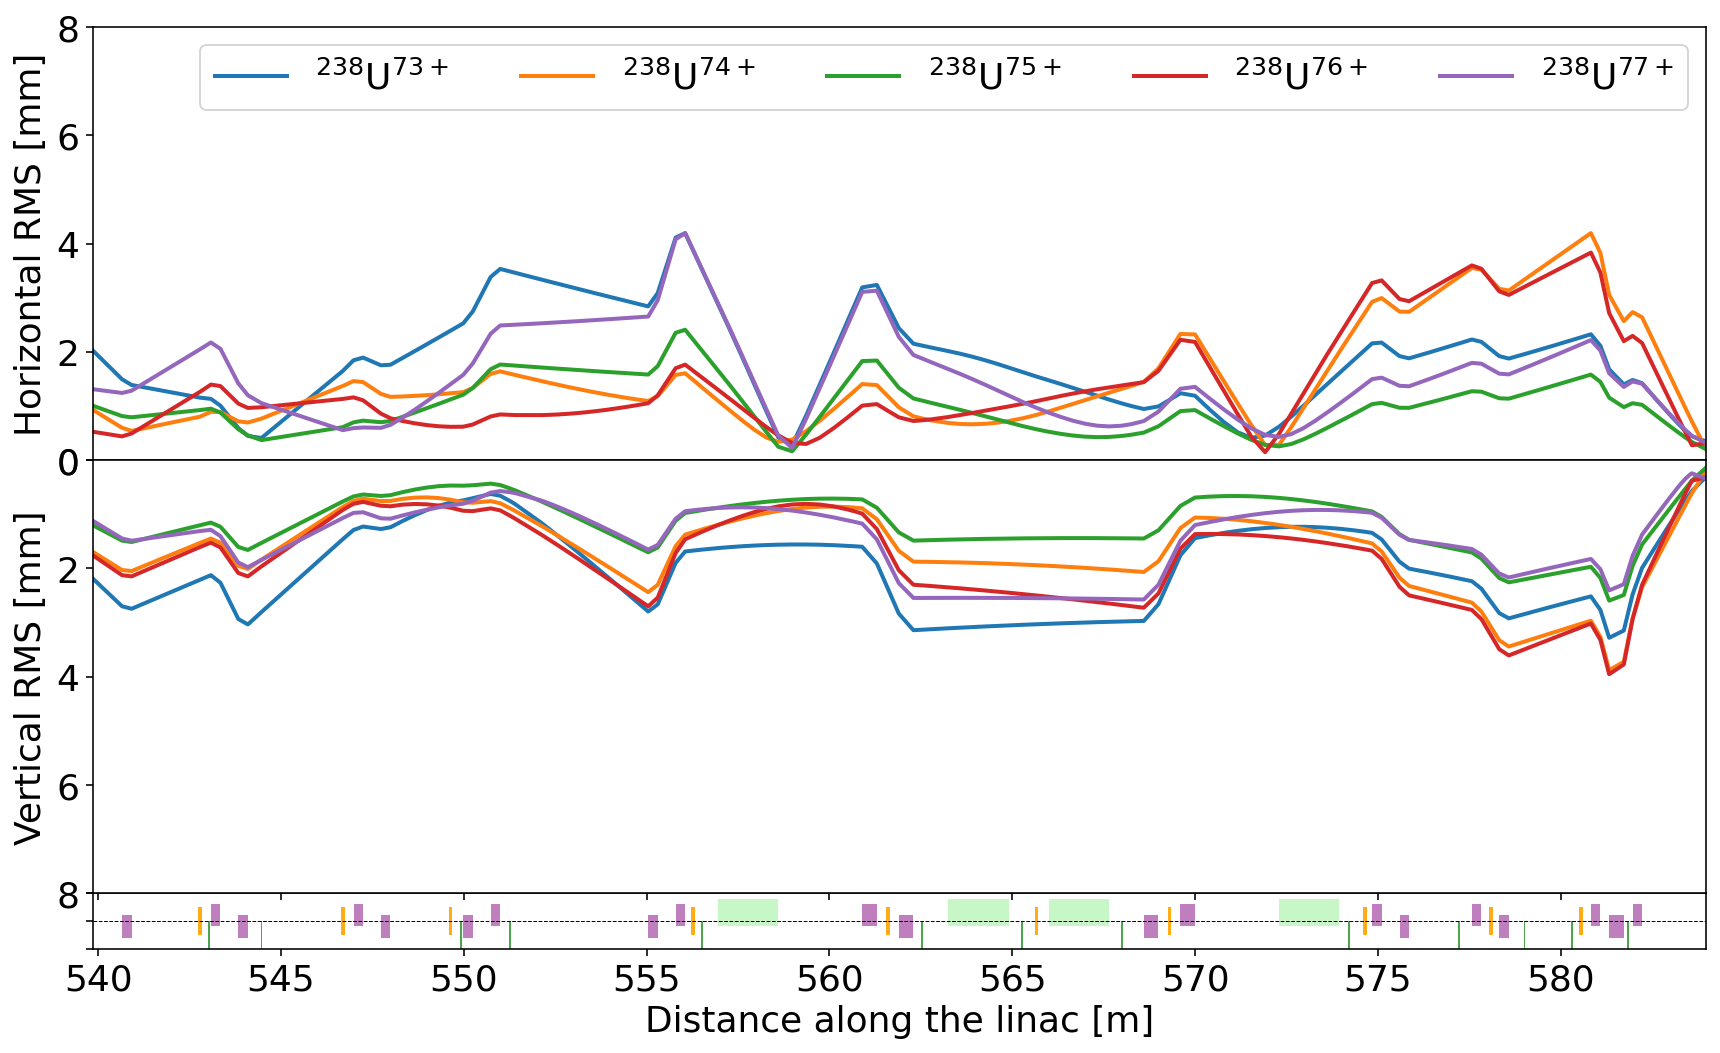 8
²³⁸U⁷³⁺ ²³⁸U⁷⁴⁺ ²³⁸U⁷⁵⁺ ²³⁸U⁷⁶⁺ ²³⁸U⁷⁷⁺
6
Horizontal RMS [mm]
4
2
0
2
Vertical RMS [mm]
4
6
8
540 545 550 555 560 565 570 575 580
Distance along the linac [m]